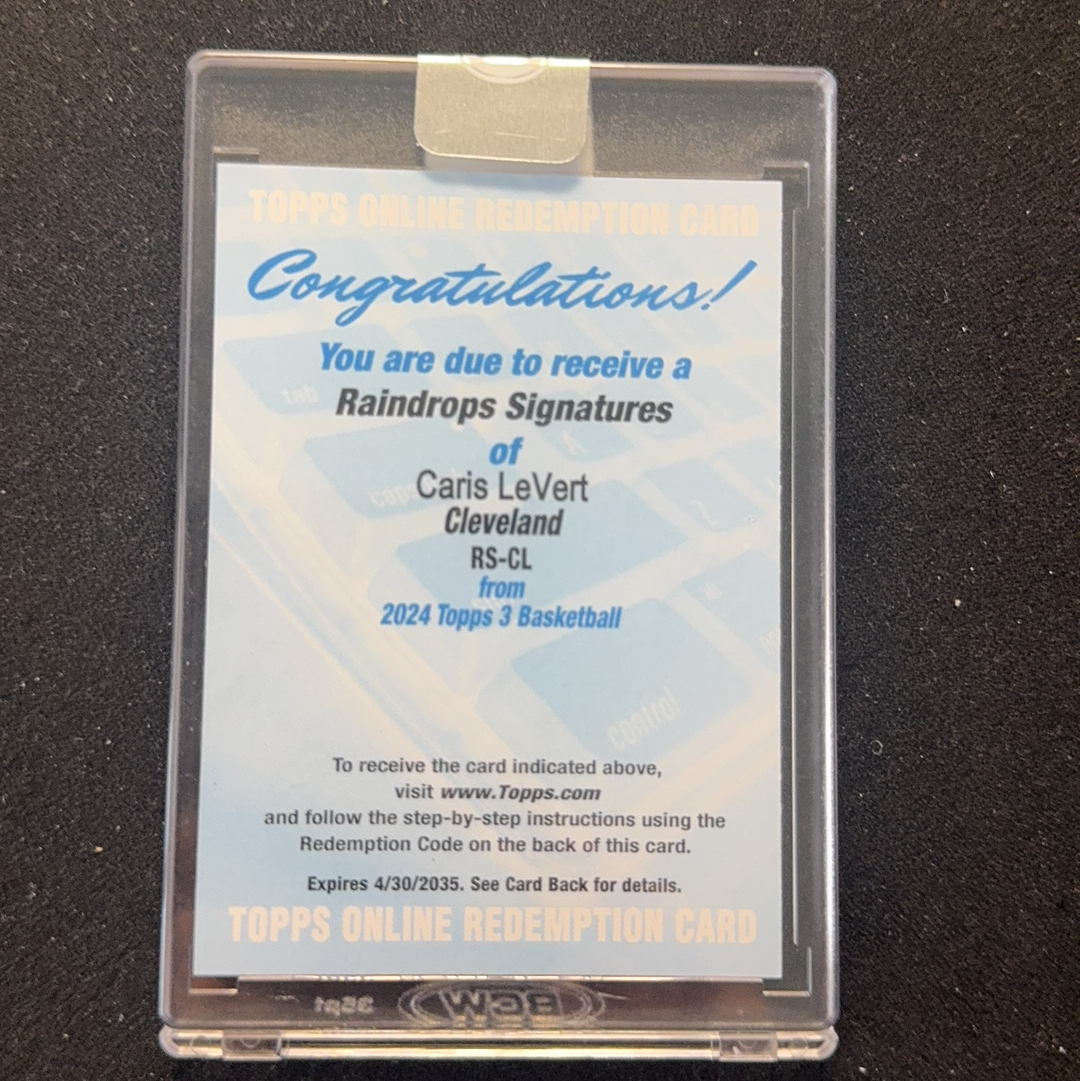 TOPPS ONLINE REDEMPTION CARD
Congratulations!
You are due to receive a
Raindrops Signatures
of
Caris LeVert
Cleveland
RS-CL
from
2024 Topps 3 Basketball
control
To receive the card indicated above,
visit www.Topps.com
and follow the step-by-step instructions using the
Redemption Code on the back of this card.
Expires 4/30/2035. See Card Back for details.
TOPPS ONLINE REDEMPTION CARD
35pt BCW